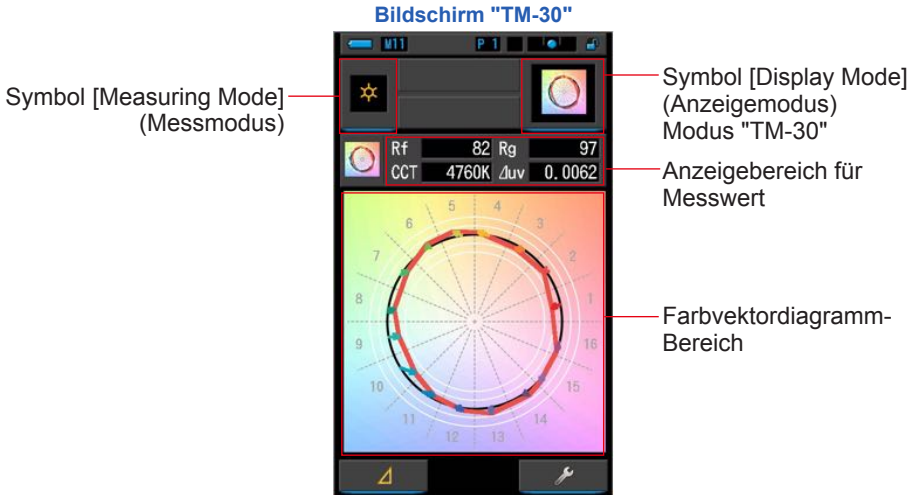 Bildschirm "TM-30"
M11 P 1
Symbol [Measuring Mode]
(Messmodus)
Symbol [Display Mode]
(Anzeigemodus)
Modus "TM-30"
Rf 82 Rg 97
CCT 4760K ⊿uv 0.0062
Anzeigebereich für
Messwert
5 4
6 3
7 2
8 1
9 16
10 15
11 14
12 13
Farbvektordiagramm-
Bereich